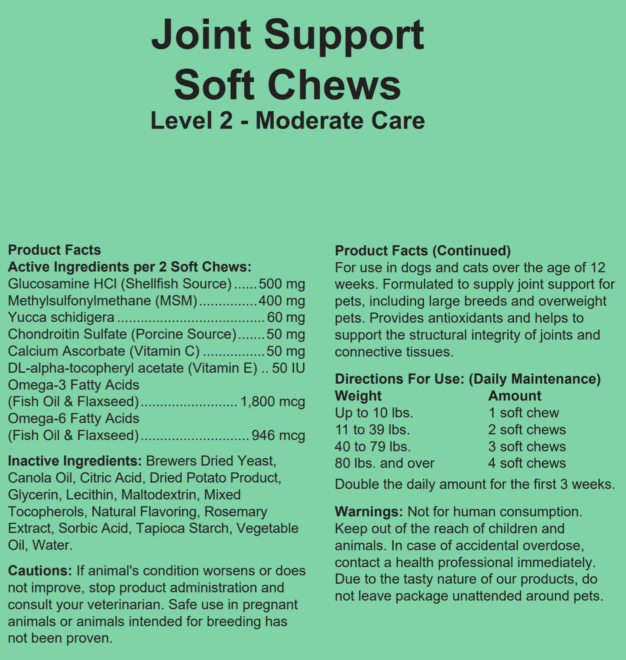 Joint Support
Soft Chews
Level 2 - Moderate Care
Product Facts
Active Ingredients per 2 Soft Chews:
Glucosamine HCl (Shellfish Source)......500 mg
Methylsulfonylmethane (MSM)...............400 mg
Yucca schidigera......................................60 mg
Chondroitin Sulfate (Porcine Source).......50 mg
Calcium Ascorbate (Vitamin C) ................50 mg
DL-alpha-tocopheryl acetate (Vitamin E) .. 50 IU
Omega-3 Fatty Acids
(Fish Oil & Flaxseed)......................... 1,800 mcg
Omega-6 Fatty Acids
(Fish Oil & Flaxseed)............................ 946 mcg
Inactive Ingredients: Brewers Dried Yeast,
Canola Oil, Citric Acid, Dried Potato Product,
Glycerin, Lecithin, Maltodextrin, Mixed
Tocopherols, Natural Flavoring, Rosemary
Extract, Sorbic Acid, Tapioca Starch, Vegetable
Oil, Water.
Cautions: If animal's condition worsens or does
not improve, stop product administration and
consult your veterinarian. Safe use in pregnant
animals or animals intended for breeding has
not been proven.
Product Facts (Continued)
For use in dogs and cats over the age of 12
weeks. Formulated to supply joint support for
pets, including large breeds and overweight
pets. Provides antioxidants and helps to
support the structural integrity of joints and
connective tissues.
Directions For Use: (Daily Maintenance)
Weight Amount
Up to 10 lbs. 1 soft chew
11 to 39 lbs. 2 soft chews
40 to 79 lbs. 3 soft chews
80 lbs. and over 4 soft chews
Double the daily amount for the first 3 weeks.
Warnings: Not for human consumption.
Keep out of the reach of children and
animals. In case of accidental overdose,
contact a health professional immediately.
Due to the tasty nature of our products, do
not leave package unattended around pets.